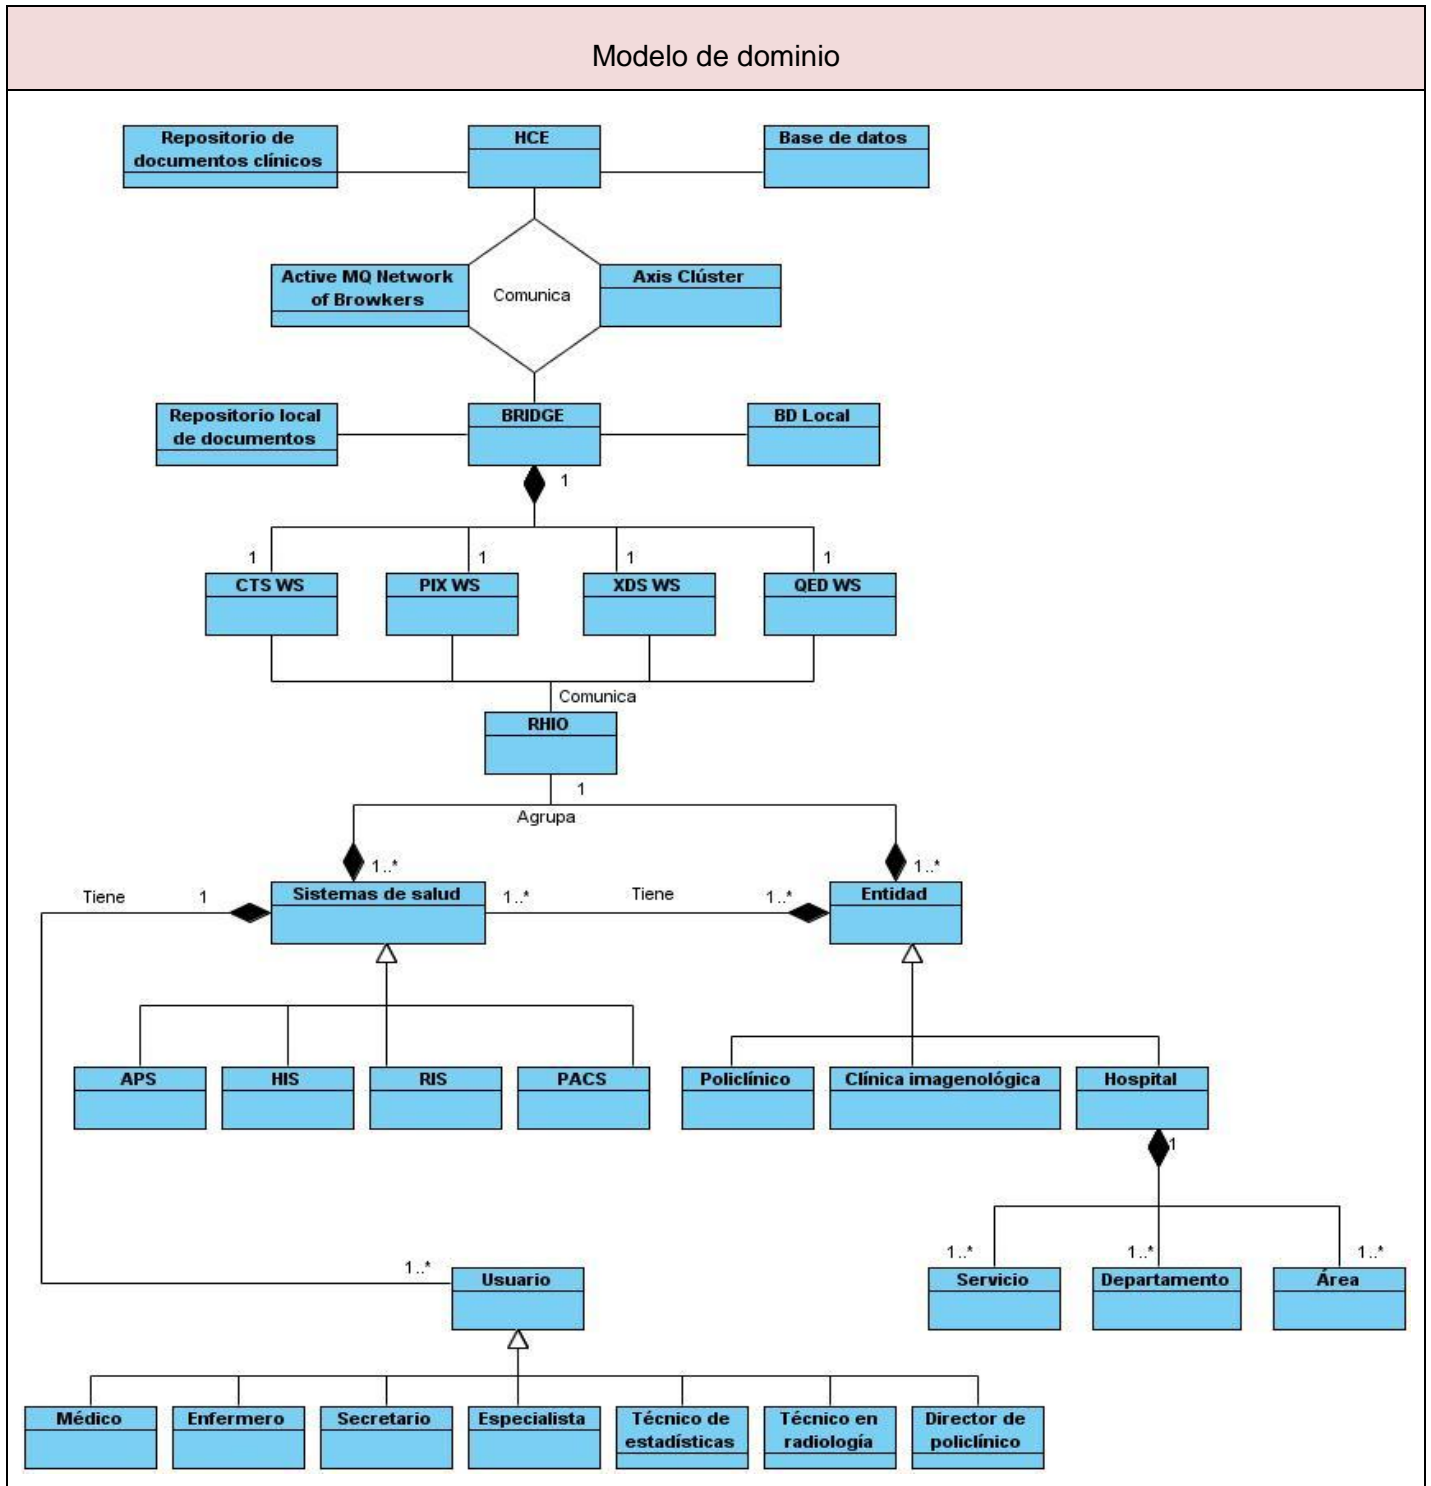 Modelo de dominio
Repositorio de
documentos clínicos
HCE
Base de datos
Active MQ Network
of Browkers
Comunica
Axis Clúster
Repositorio local
de documentos
BRIDGE
BD Local
1
1
1
1
1
CTS WS
PIX WS
XDS WS
QED WS
Comunica
RHIO
1
Agrupa
1..*
1..*
Tiene
1
Sistemas de salud
1..*
Tiene
1..*
Entidad
APS
HIS
RIS
PACS
Policlínico
Clínica imagenológica
Hospital
1
1..*
1..*
1..*
Servicio
Departamento
Área
1..*
Usuario
Médico
Enfermero
Secretario
Especialista
Técnico de
estadísticas
Técnico en
radiología
Director de
policlínico